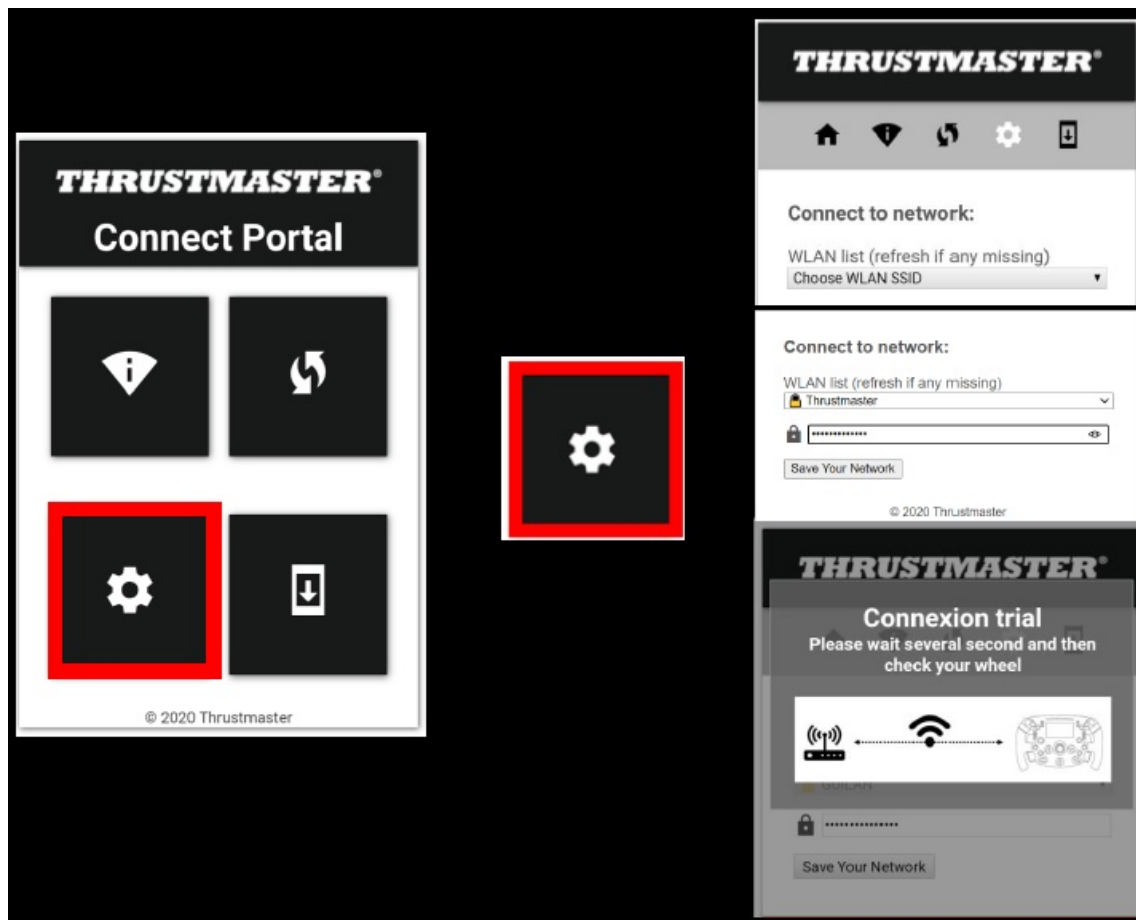 THRUSTMASTER®
Connect Portal
© 2020 Thrustmaster
THRUSTMASTER®
Connect to network:
WLAN list (refresh if any missing)
Choose WLAN SSID
Connect to network:
WLAN list (refresh if any missing)
Thrustmaster
Save Your Network
© 2020 Thrustmaster
THRUSTMASTER®
Connexion trial
Please wait several second and then
check your wheel
GUILAN
Save Your Network